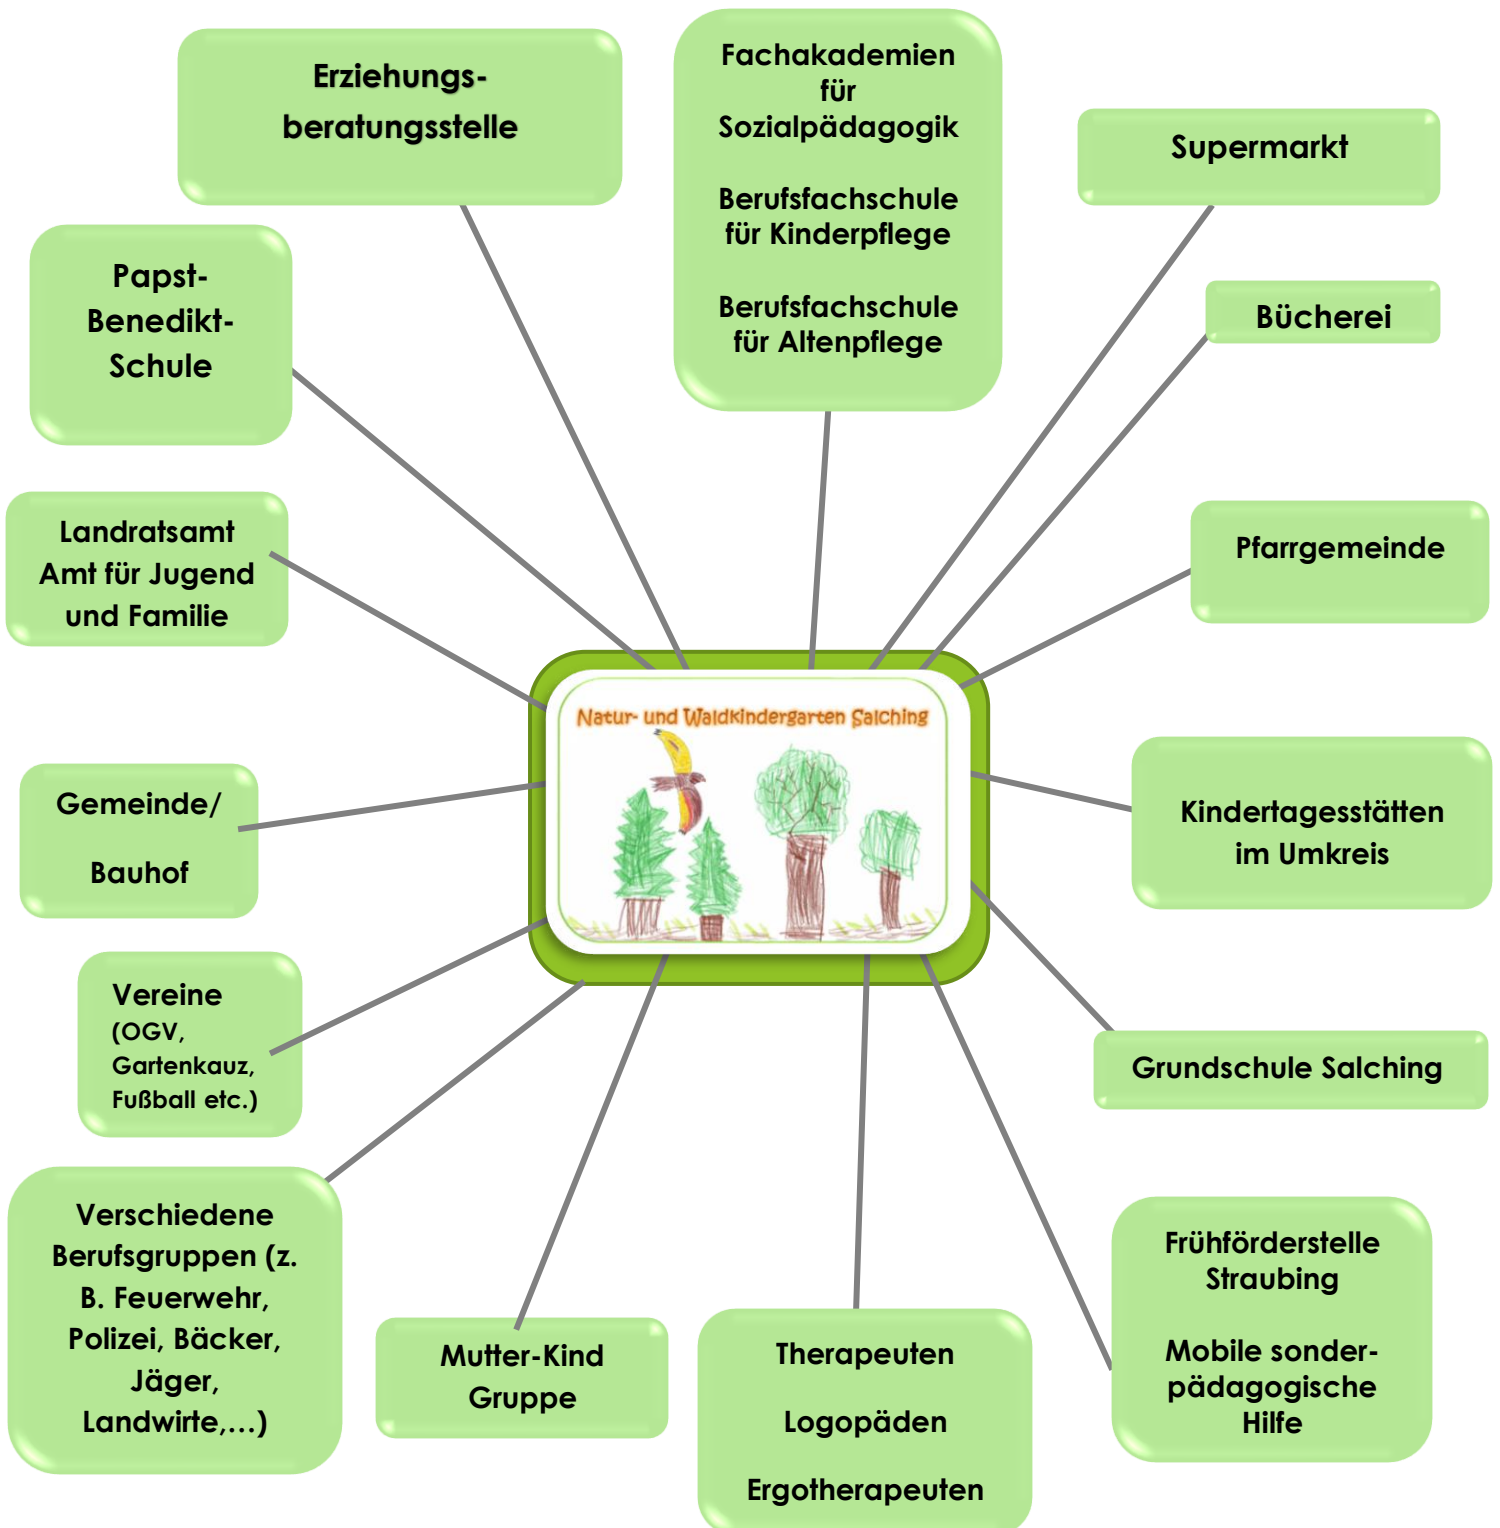 Erziehungs-
beratungsstelle
Fachakademien
für
Sozialpädagogik
Berufsfachschule
für Kinderpflege
Berufsfachschule
für Altenpflege
Supermarkt
Papst-
Benedikt-
Schule
Bücherei
Landratsamt
Amt für Jugend
und Familie
Pfarrgemeinde
Natur- und Waldkindergarten Salching
Gemeinde/
Bauhof
Kindertagesstätten
im Umkreis
Vereine
(OGV,
Gartenkauz,
Fußball etc.)
Grundschule Salching
Verschiedene
Berufsgruppen (z.
B. Feuerwehr,
Polizei, Bäcker,
Jäger,
Landwirte,...)
Mutter-Kind
Gruppe
Therapeuten
Logopäden
Ergotherapeuten
Frühförderstelle
Straubing
Mobile sonder-
pädagogische
Hilfe